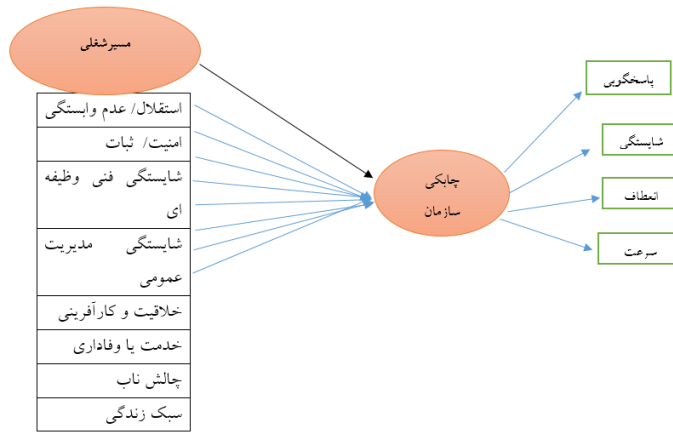 مسیرشغلی
استقلال/ عدم وابستگی
امنیت/ ثبات
شایستگی فنی وظیفه
ای
شایستگی مدیریت
عمومی
خلاقیت و کارآفرینی
خدمت یا وفاداری
چالش ناب
سبک زندگی
چابکی
سازمان
پاسخگویی
شایستگی
انعطاف
سرعت